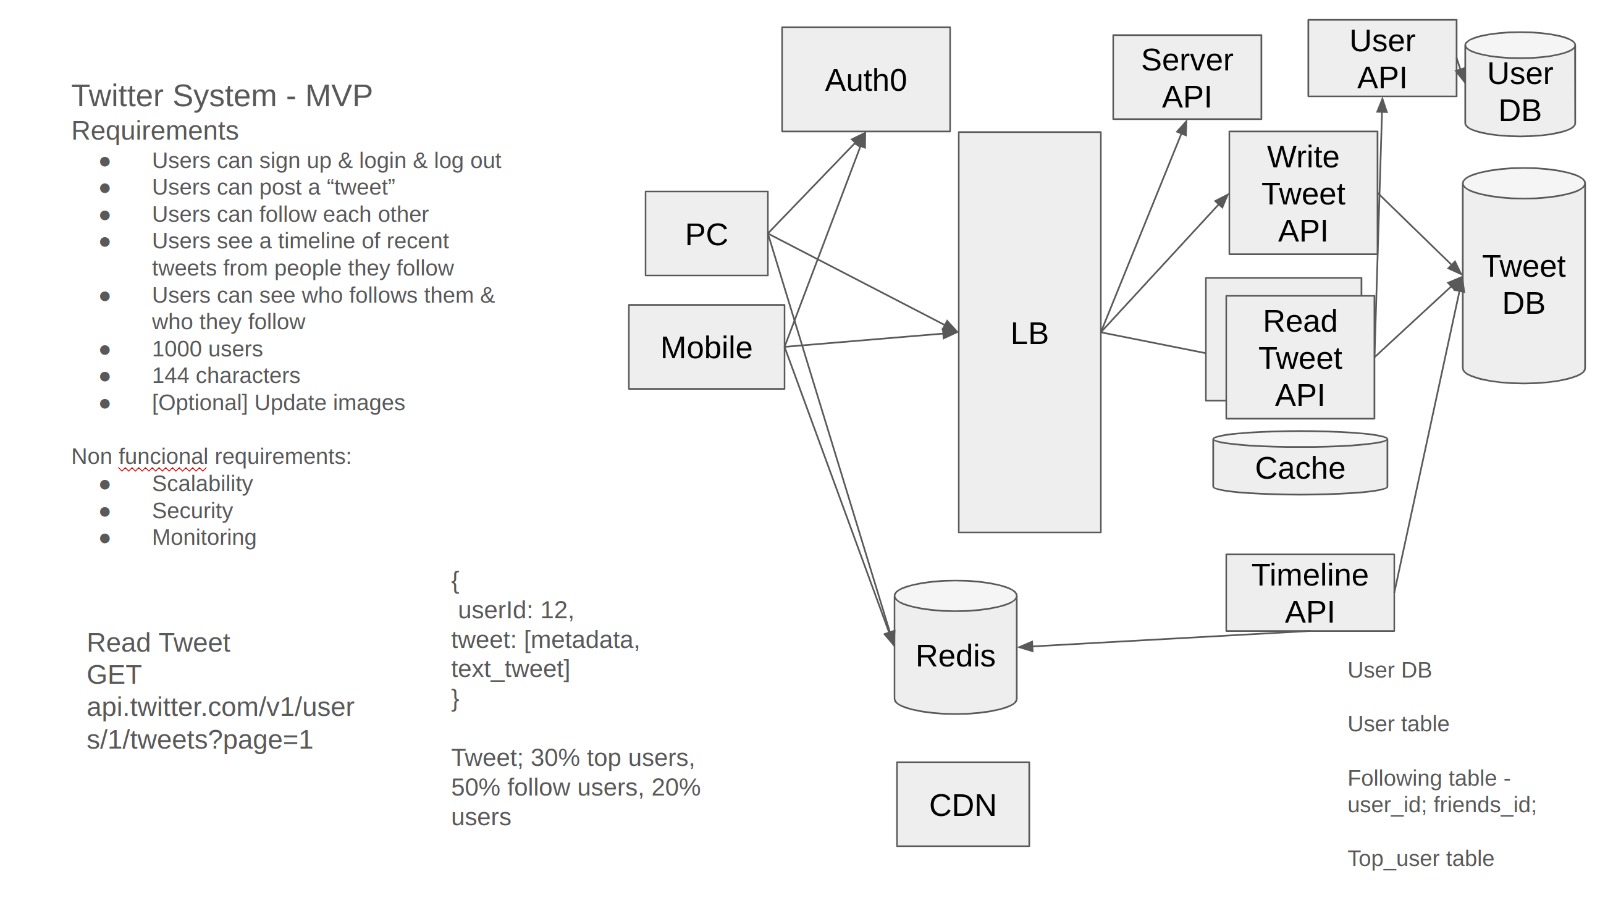 Twitter System - MVP
Requirements
● Users can sign up & login & log out
● Users can post a “tweet”
● Users can follow each other
● Users see a timeline of recent
tweets from people they follow
● Users can see who follows them &
who they follow
● 1000 users
● 144 characters
● [Optional] Update images
Non funcional requirements:
● Scalability
● Security
● Monitoring
Read Tweet
GET
api.twitter.com/v1/user
s/1/tweets?page=1
{
userId: 12,
tweet: [metadata,
text_tweet]
}
Tweet; 30% top users,
50% follow users, 20%
users
Auth0
PC
Mobile
LB
Redis
CDN
Server
API
Write
Tweet
API
Read
Tweet
API
Cache
Timeline
API
User
API
User
DB
Tweet
DB
User DB
User table
Following table -
user_id; friends_id;
Top_user table